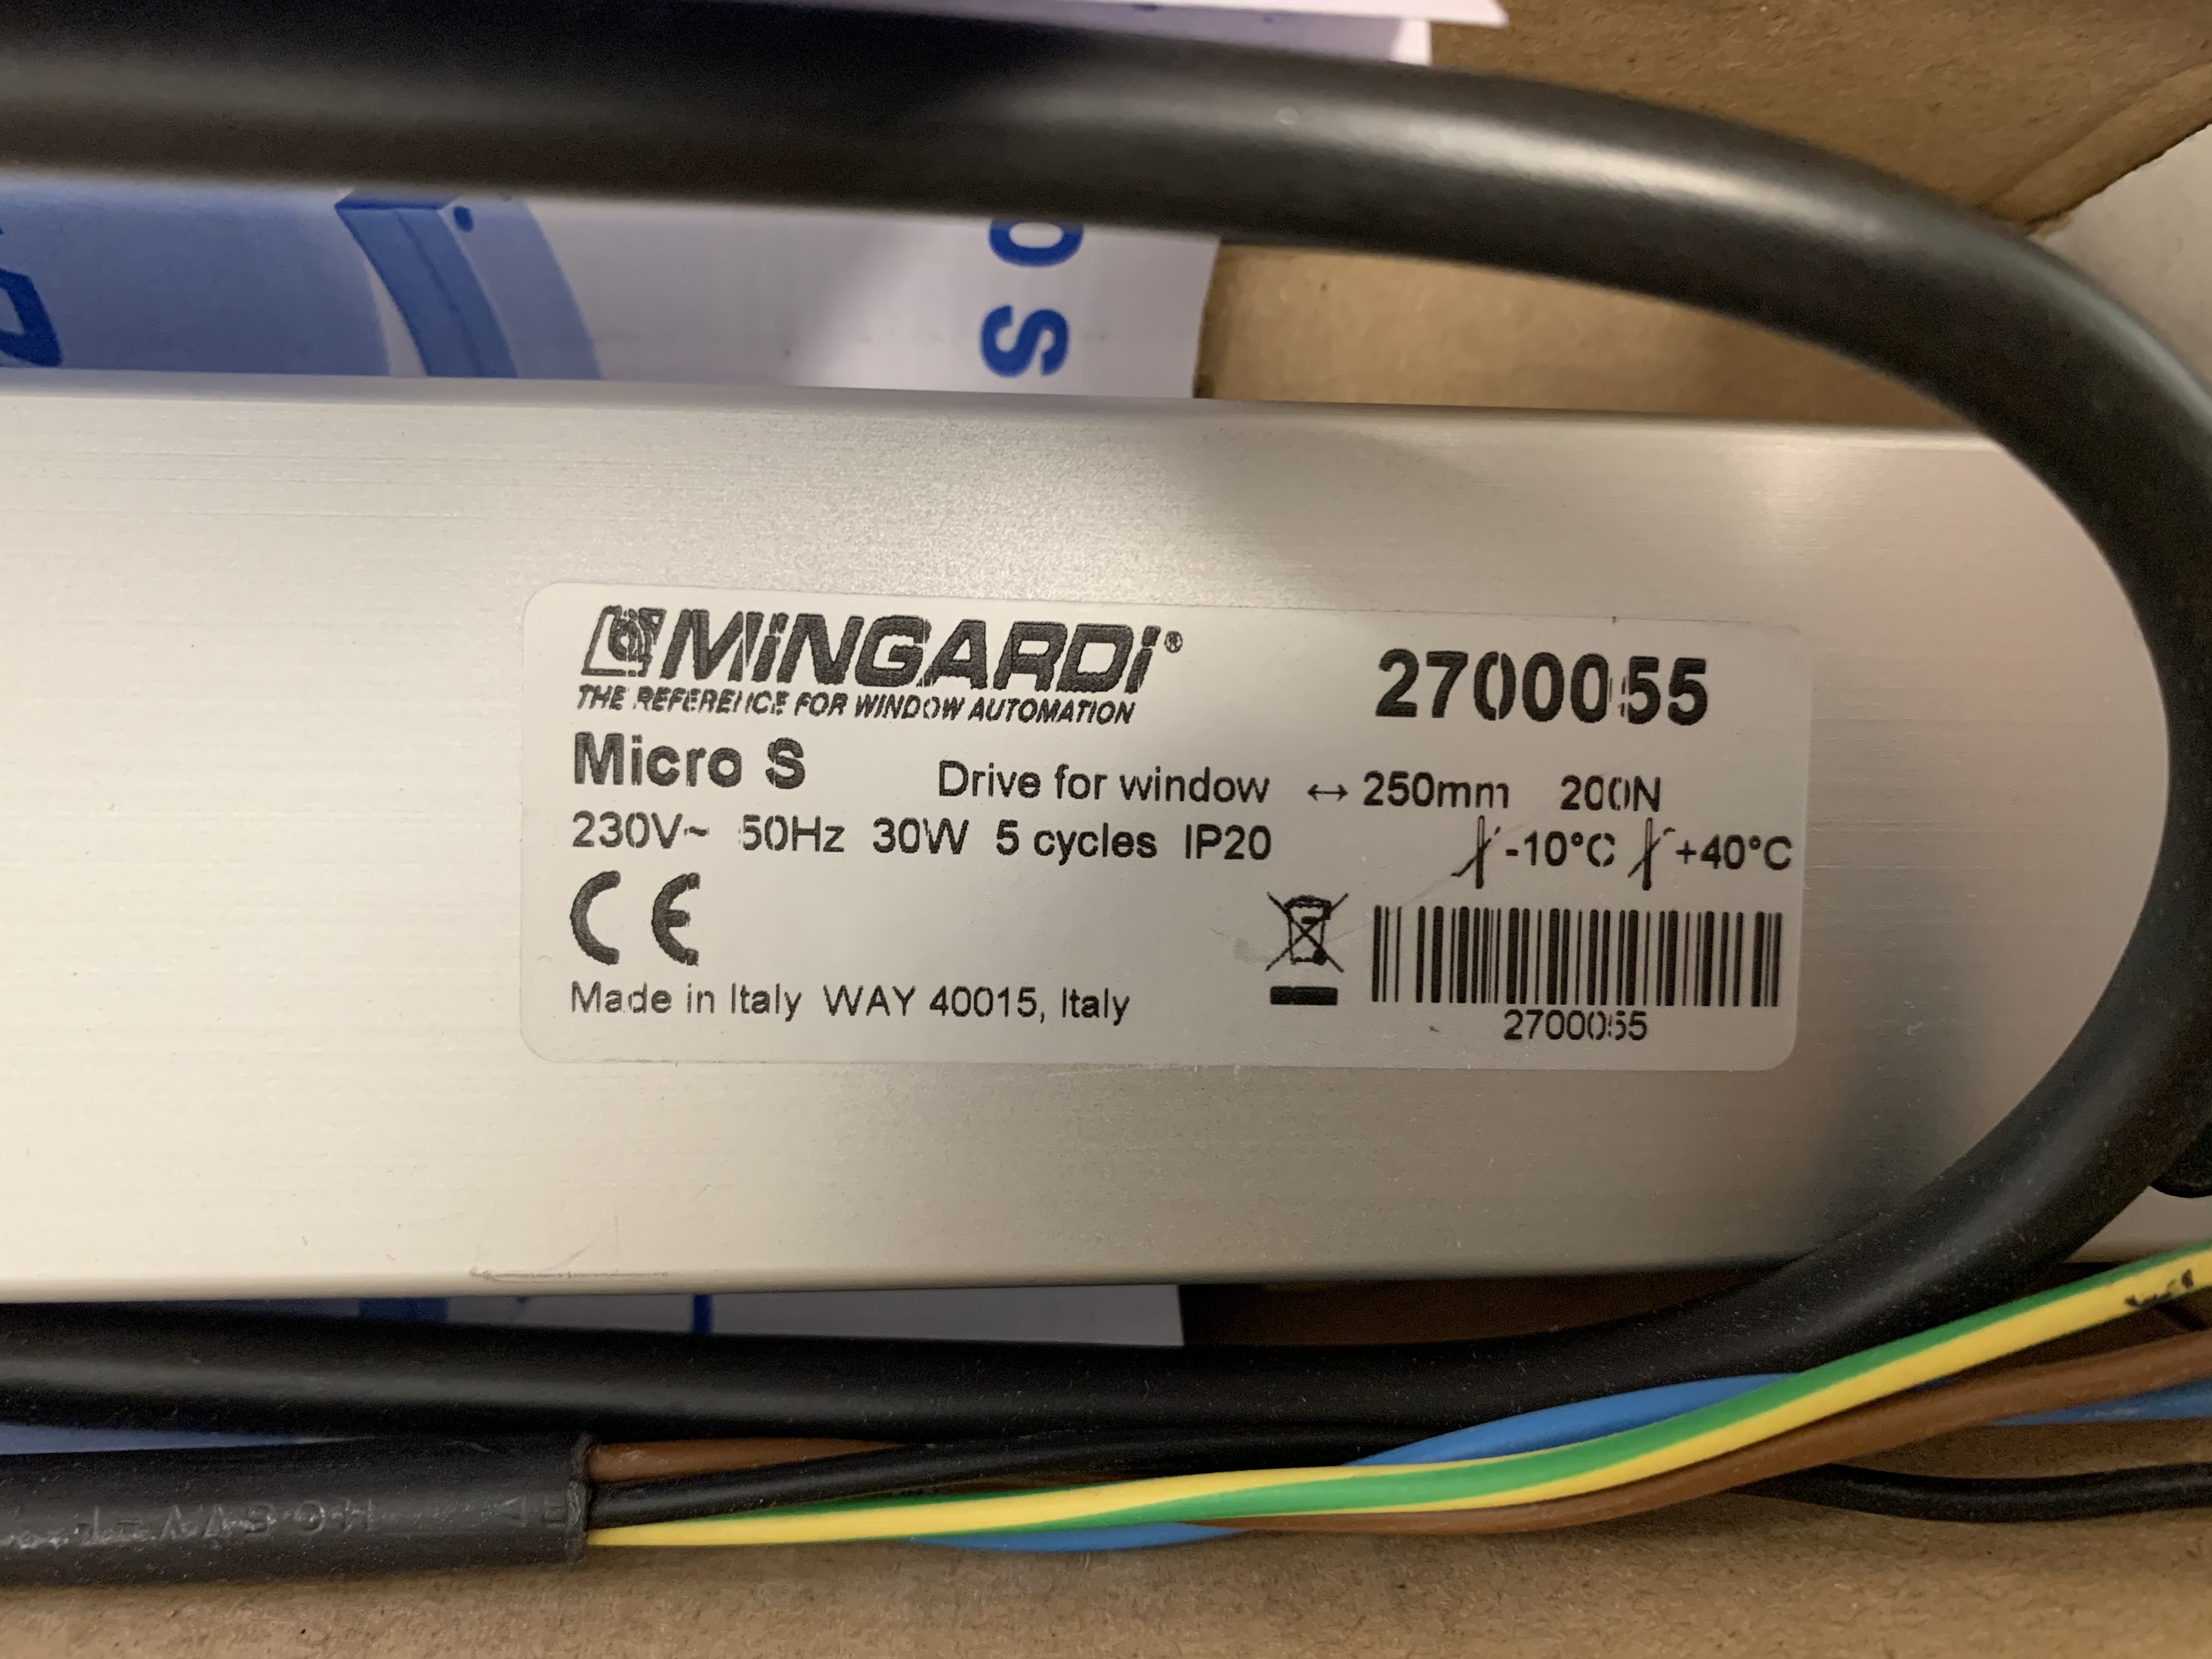 OS
MiNGARDi®
THE REFERENCE FOR WINDOW AUTOMATION
2700055
Micro S Drive for window ↔ 250mm 200N
230V~ 50Hz 30W 5 cycles IP20 -10°C +40°C
CE
Made in Italy WAY 40015, Italy
2700055